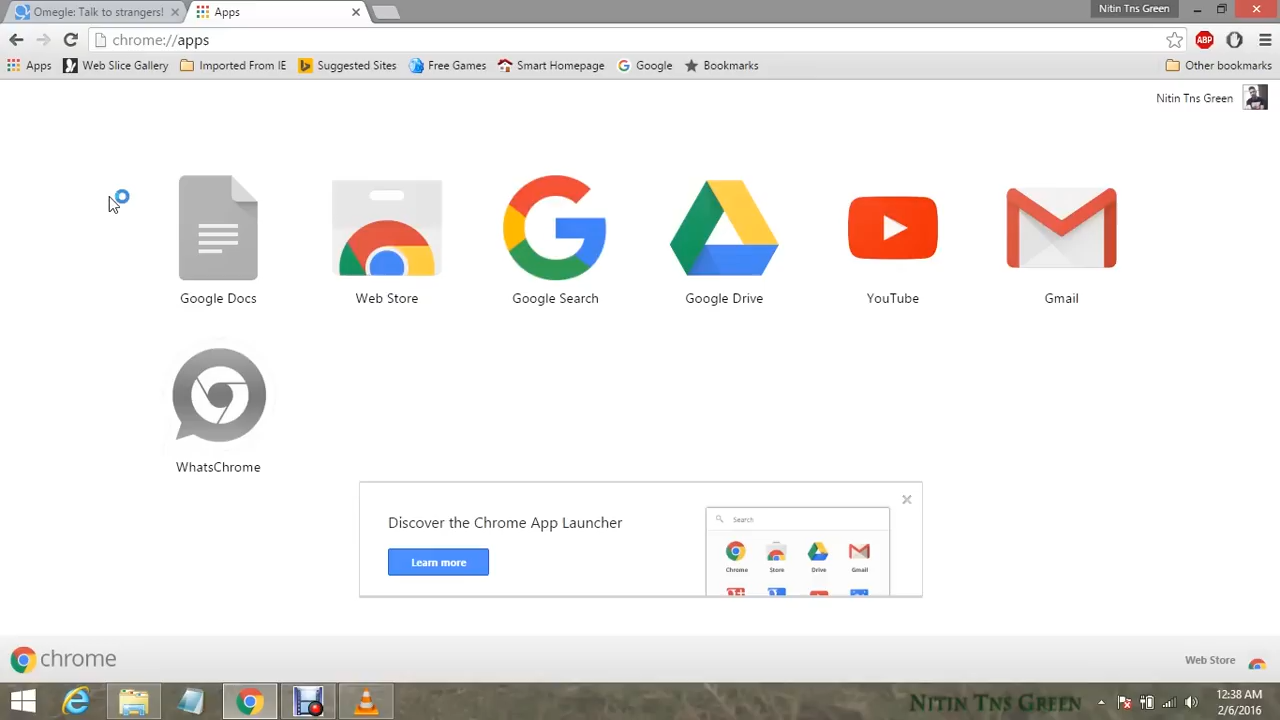 Omegle: Talk to strangers!
Apps
Nitin Tns Green
chrome://apps
ABP
Apps
Web Slice Gallery
Imported From IE
Suggested Sites
Free Games
Smart Homepage
Google
Bookmarks
Other bookmarks
Nitin Tns Green
Google Docs
Web Store
Google Search
Google Drive
YouTube
Gmail
WhatsChrome
Discover the Chrome App Launcher
Learn more
Search
Chrome
Store
Drive
Gmail
chrome
Web Store
NITIN TNS GREEN
12:38 AM
2/6/2016